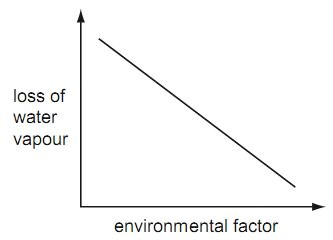 loss of
water
vapour
environmental factor